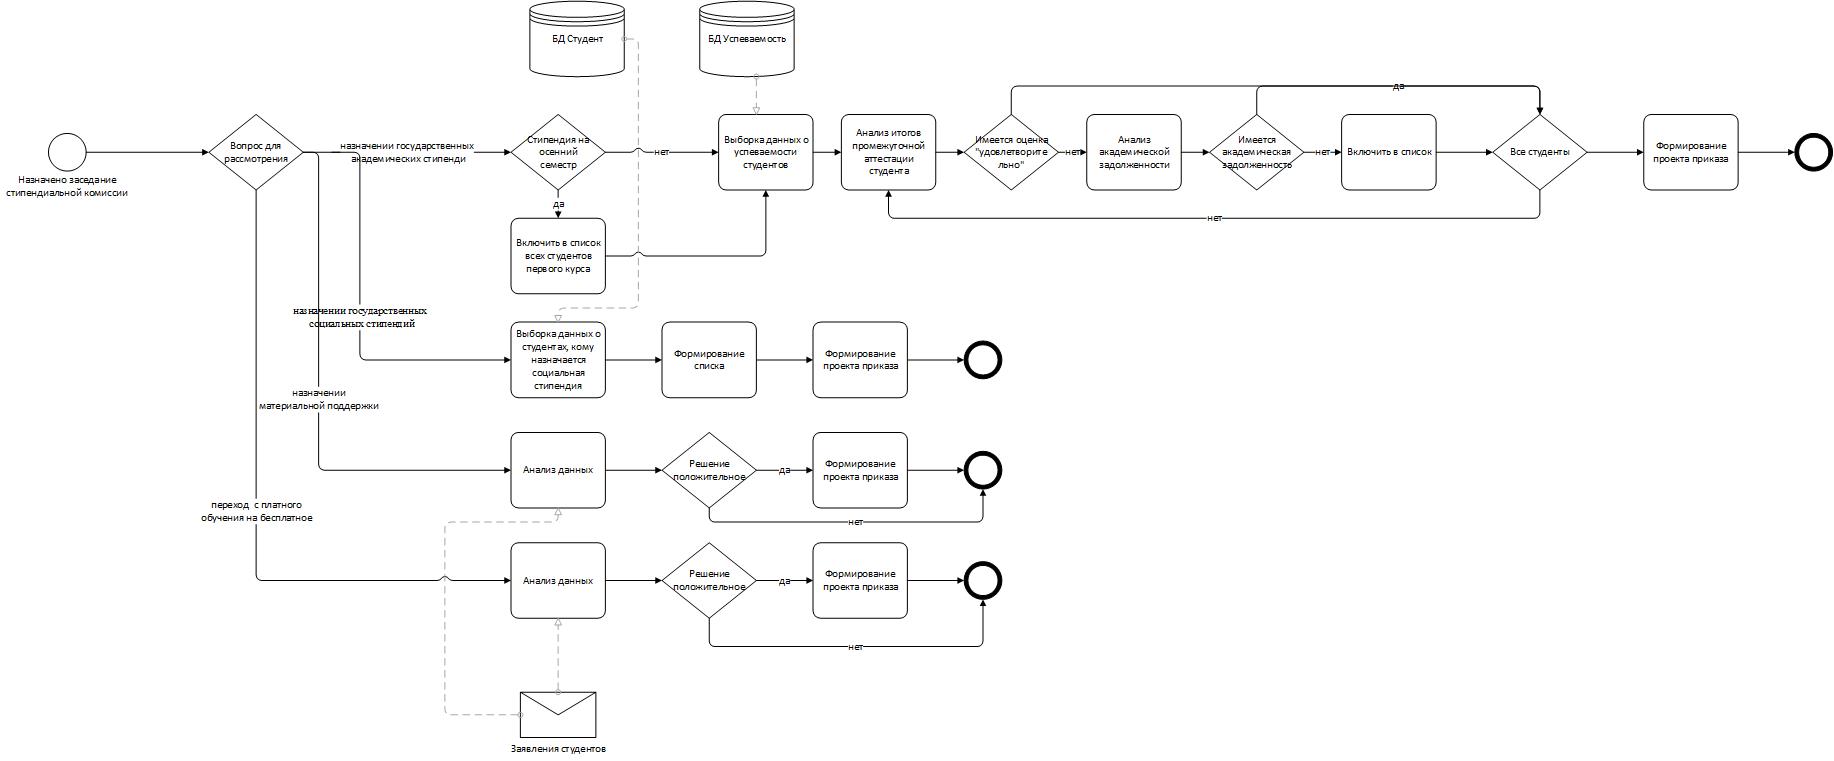 БД Студент
БД Успеваемость
Назначено заседание
стипендиальной комиссии
Вопрос для
рассмотрения
назначении государственных
академических стипенди
Стипендия на
осенний
семестр
нет
да
Включить в список
всех студентов
первого курса
Выборка данных о
успеваемости
студентов
Анализ итогов
промежуточной
аттестации
студента
Имеется оценка
"удовлетворите
льно"
нет
Анализ
академической
задолженности
Имеется
академическая
задолженность
нет
Включить в список
да
Все студенты
нет
Формирование
проекта приказа
назначении государственных
социальных стипендий
Выборка данных о
студентах, кому
назначается
социальная
стипендия
Формирование
списка
Формирование
проекта приказа
назначении
материальной поддержки
Анализ данных
Решение
положительное
да
Формирование
проекта приказа
нет
переход с платного
обучения на бесплатное
Анализ данных
Решение
положительное
да
Формирование
проекта приказа
нет
Заявления студентов